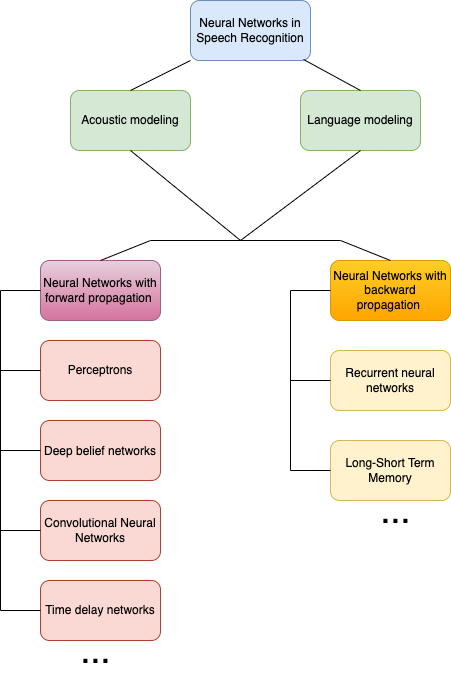 Neural Networks in
Speech Recognition
Acoustic modeling
Language modeling
Neural Networks with
forward propagation
Perceptrons
Deep belief networks
Convolutional Neural
Networks
Time delay networks
...
Neural Networks with
backward
propagation
Recurrent neural
networks
Long-Short Term
Memory
...